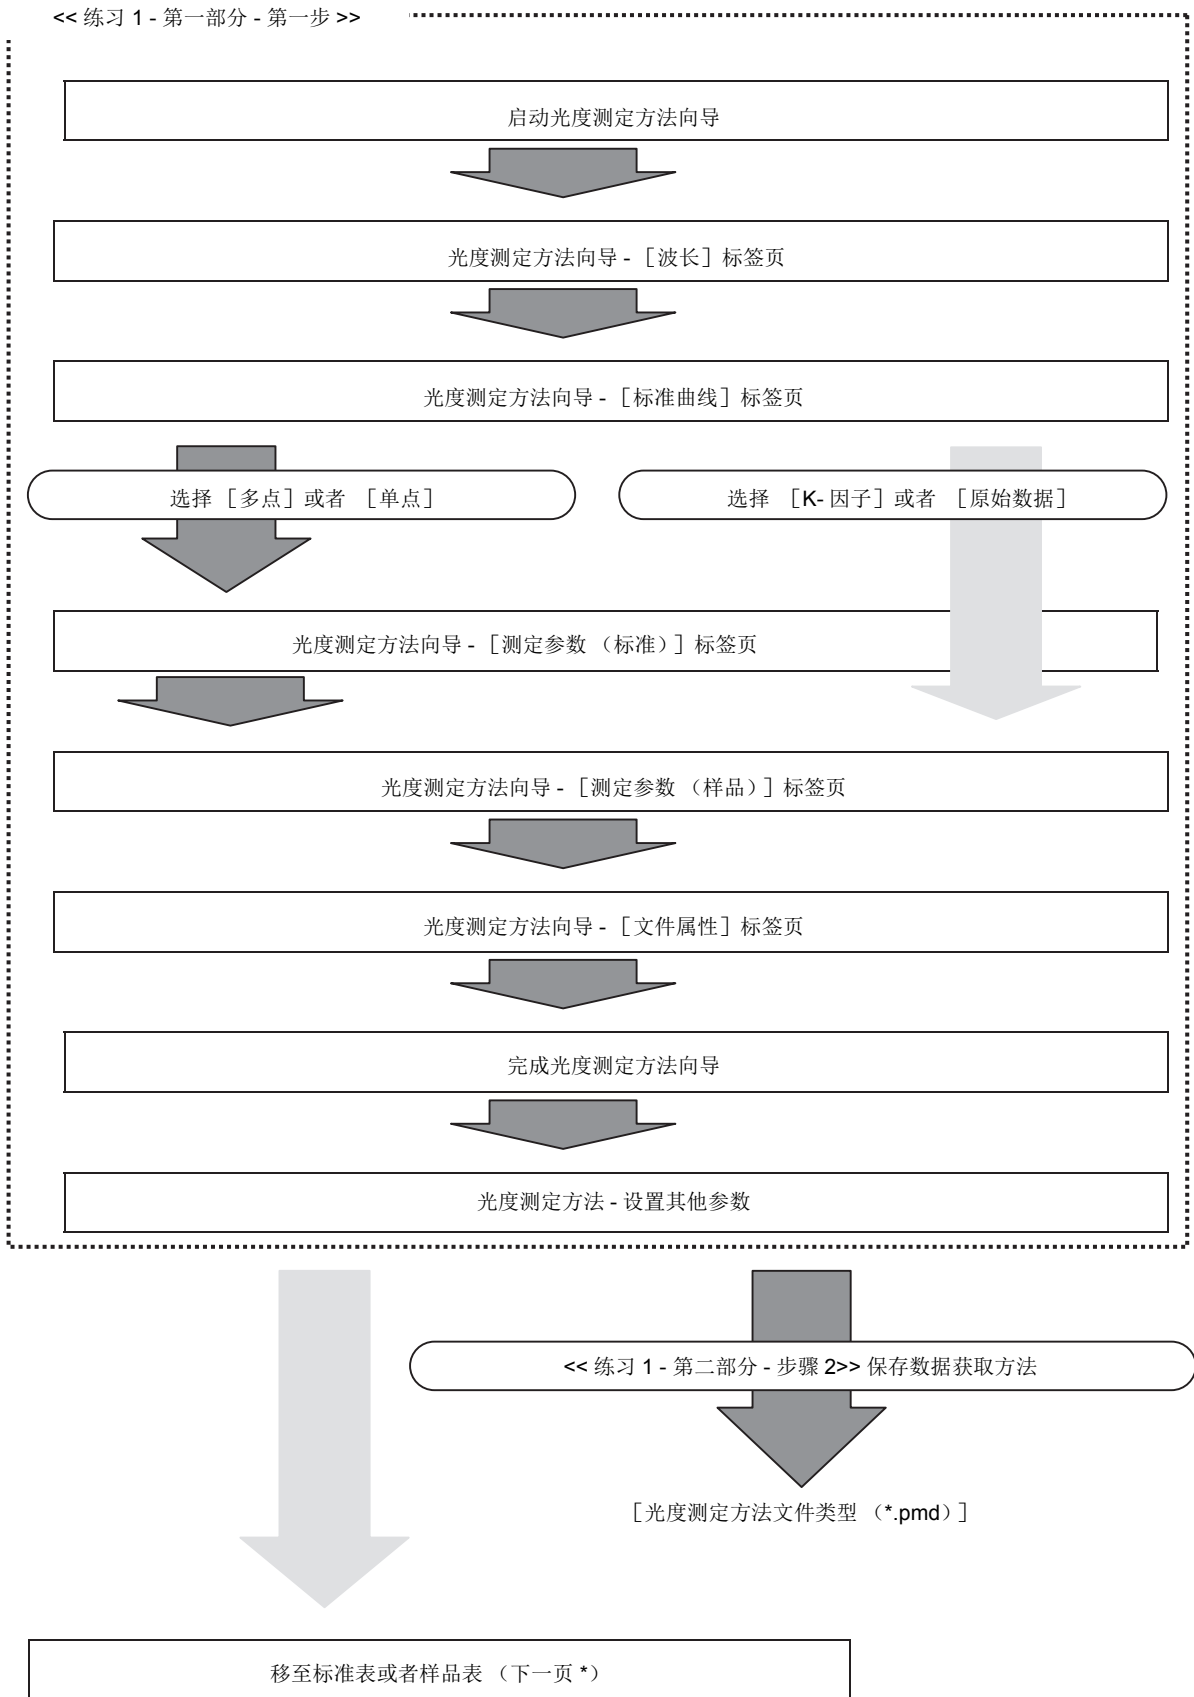 << 练习 1 - 第一部分 - 第一步 >>
启动光度测定方法向导
光度测定方法向导 - ［波长］标签页
光度测定方法向导 - ［标准曲线］标签页
选择 ［多点］或者 ［单点］
选择 ［K- 因子］或者 ［原始数据］
光度测定方法向导 - ［测定参数 （标准）］标签页
光度测定方法向导 - ［测定参数 （样品）］标签页
光度测定方法向导 - ［文件属性］标签页
完成光度测定方法向导
光度测定方法 - 设置其他参数
<< 练习 1 - 第二部分 - 步骤 2>> 保存数据获取方法
［光度测定方法文件类型 （*.pmd）］
移至标准表或者样品表 （下一页 *）